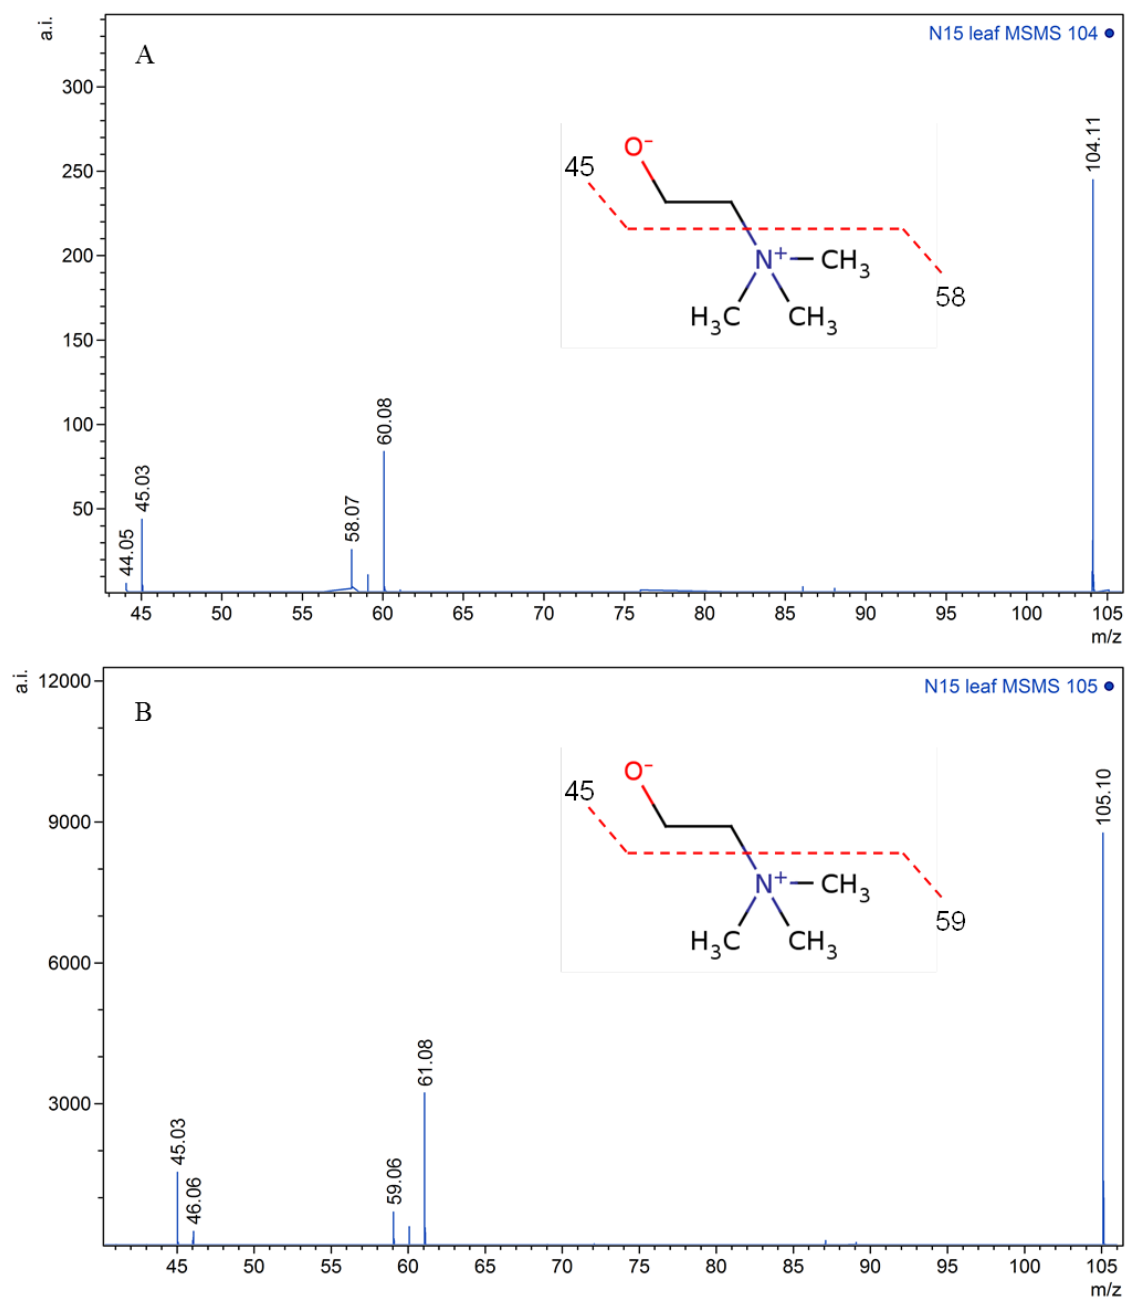 a.i.
A
N15 leaf MSMS 104
300
250
200
150
100
50
44.05
45.03
58.07
60.08
104.11
45
O−
N+
CH3
H3C
CH3
58
45 50 55 60 65 70 75 80 85 90 95 100 105
m/z
a.i.
B
N15 leaf MSMS 105
12000
9000
6000
3000
45.03
46.06
59.06
61.08
105.10
45
O−
N+
CH3
H3C
CH3
59
45 50 55 60 65 70 75 80 85 90 95 100 105
m/z